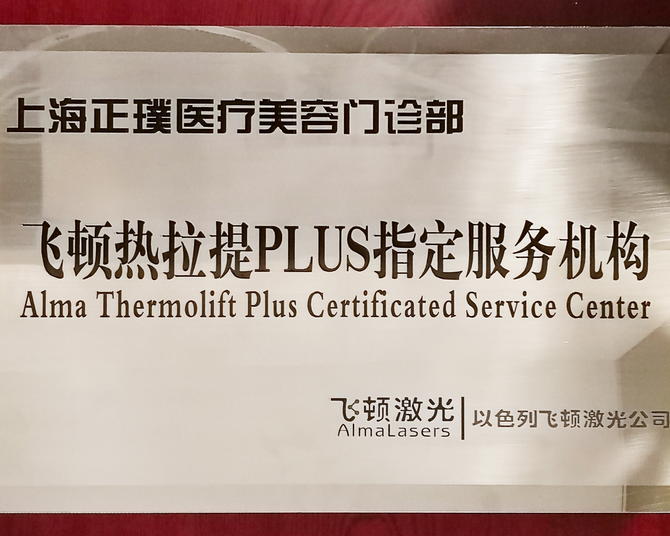 上海正璞医疗美容门诊部
飞顿热拉提PLUS指定服务机构
Alma Thermolift Plus Certificated Service Center
飞顿激光
AlmaLasers
以色列飞顿激光公司